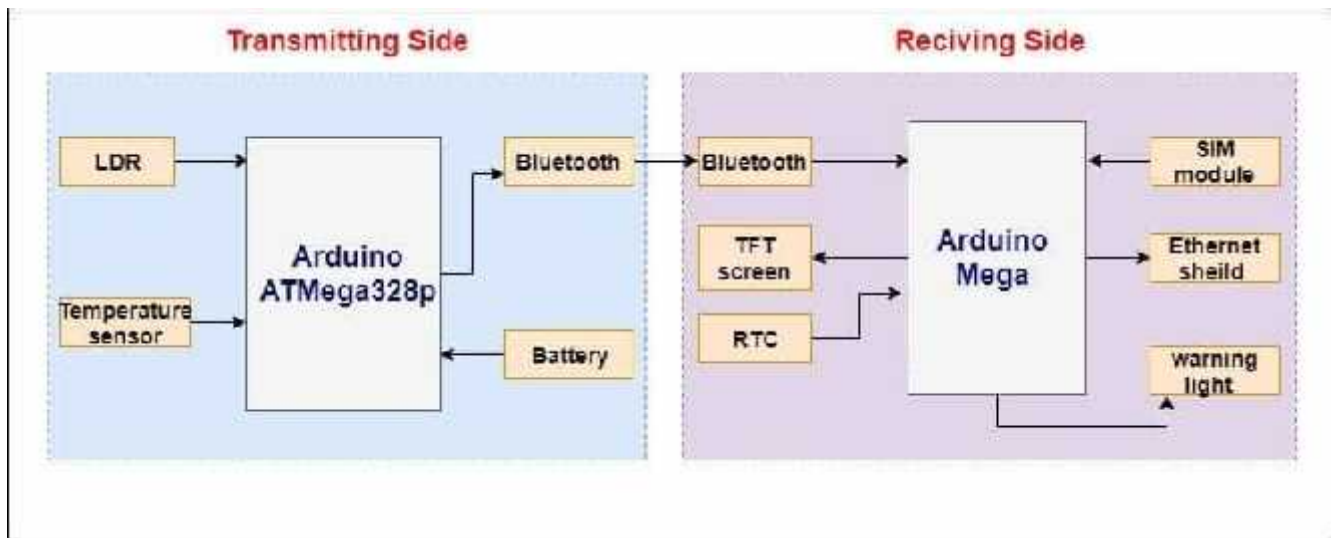 Transmitting Side
Reciving Side
LDR
Temperature
sensor
Arduino
ATMega328p
Bluetooth
Battery
Bluetooth
TFT
screen
RTC
Arduino
Mega
SIM
module
Ethernet
sheild
warning
light